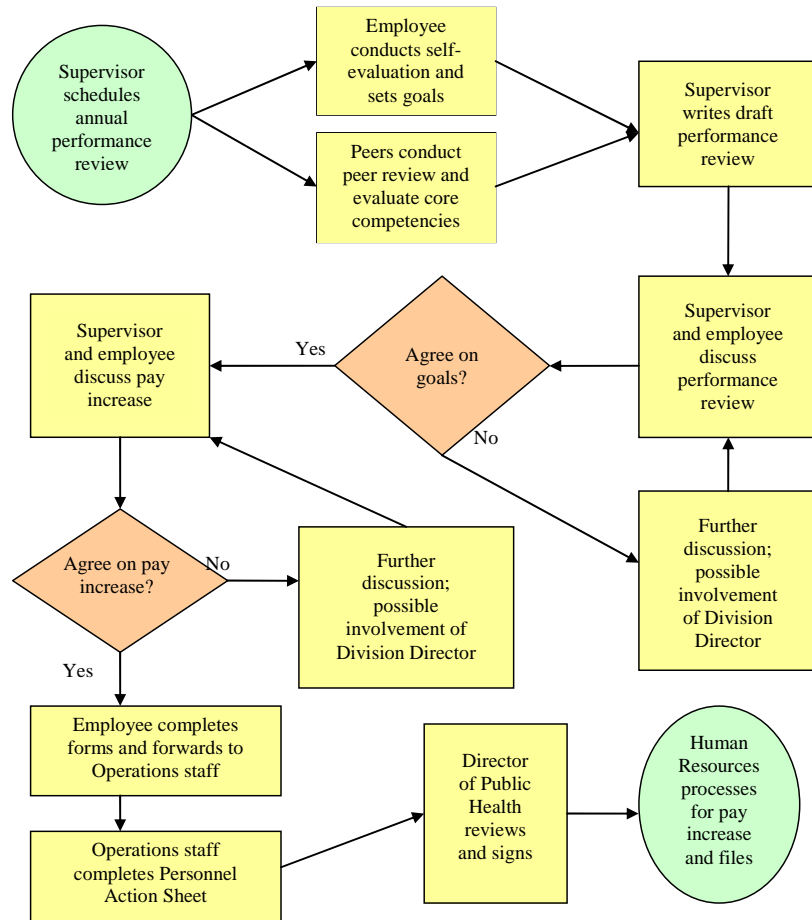 Supervisor
schedules
annual
performance
review
Employee
conducts self-
evaluation and
sets goals
Peers conduct
peer review and
evaluate core
competencies
Supervisor
writes draft
performance
review
Supervisor
and employee
discuss
performance
review
Agree on
goals?
Yes
No
Supervisor
and employee
discuss pay
increase
Further
discussion;
possible
involvement
of Division
Director
Agree on pay
increase?
No
Yes
Further
discussion;
possible
involvement of
Division Director
Employee completes
forms and forwards to
Operations staff
Operations staff
completes Personnel
Action Sheet
Director
of Public
Health
reviews
and signs
Human
Resources
processes
for pay
increase
and files